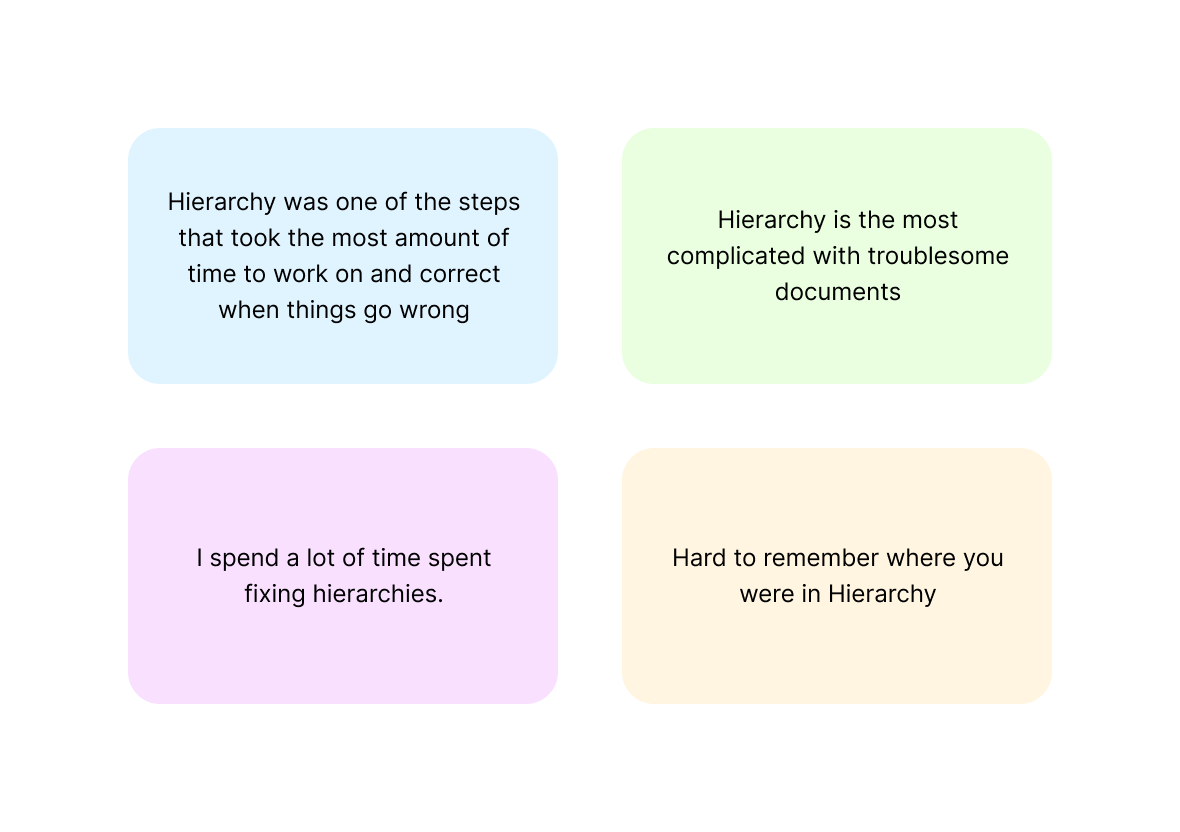 Hierarchy was one of the steps
that took the most amount of
time to work on and correct
when things go wrong
Hierarchy is the most
complicated with troublesome
documents
I spend a lot of time spent
fixing hierarchies.
Hard to remember where you
were in Hierarchy